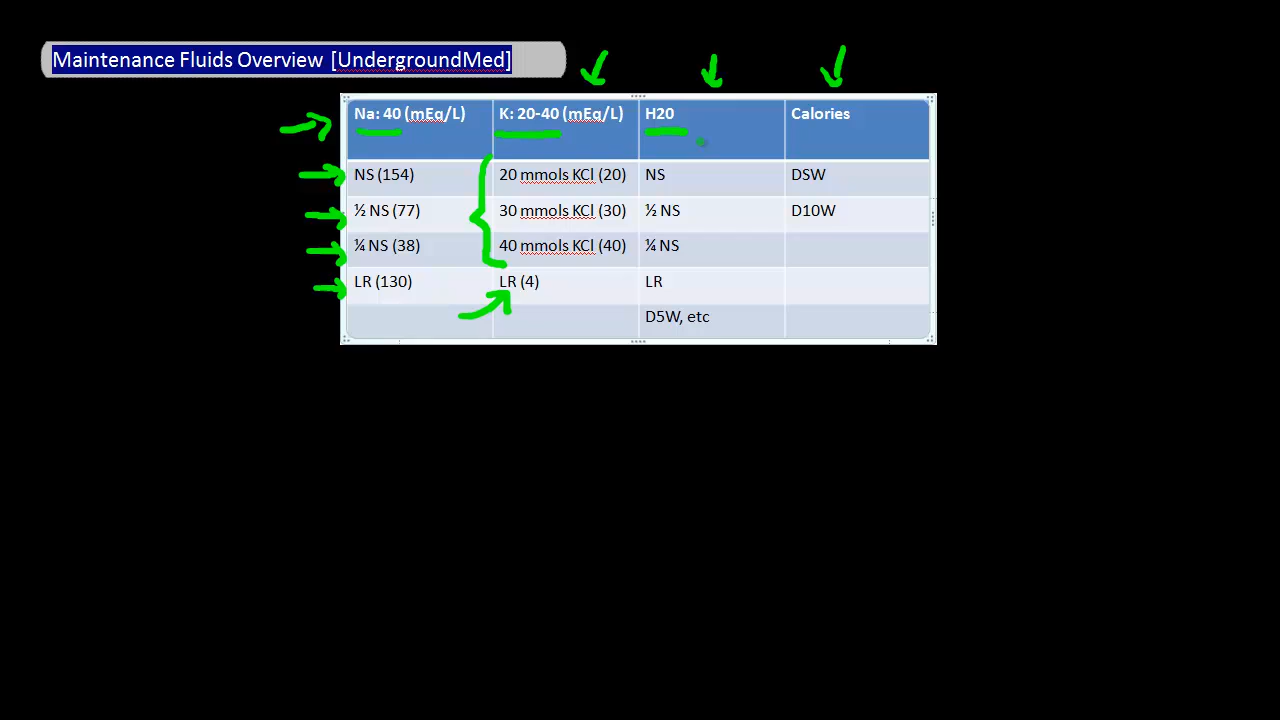 Maintenance Fluids Overview [UndergroundMed]
Na: 40 (mEq/L) K: 20-40 (mEq/L) H20 Calories
NS (154) 20 mmols KCl (20) NS DSW
½ NS (77) 30 mmols KCl (30) ½ NS D10W
¼ NS (38) 40 mmols KCl (40) ¼ NS
LR (130) LR (4) LR
D5W, etc